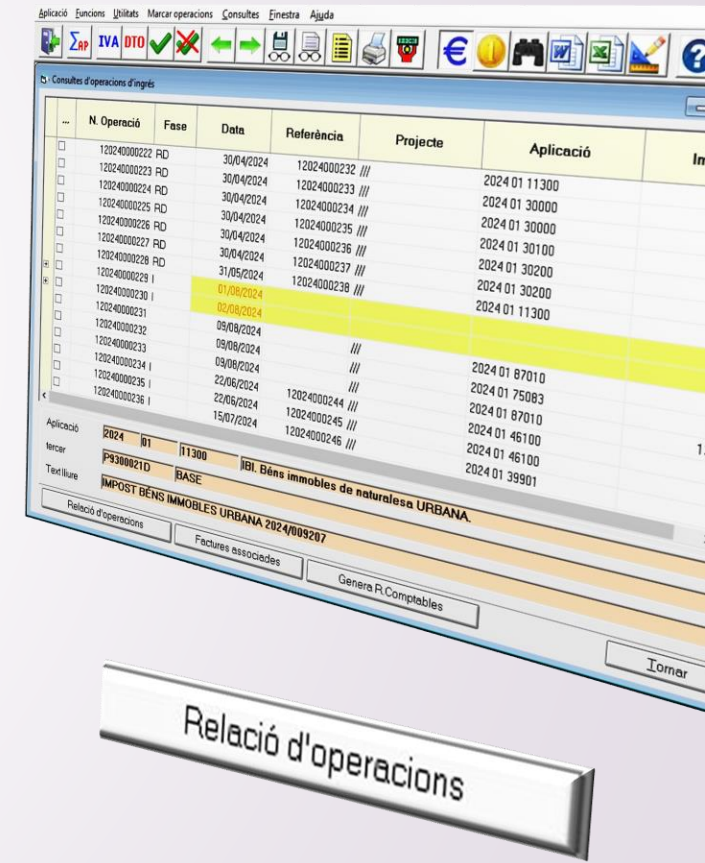 Aplicació Funcions Utilitats Marcar operacions Consultes Finestra Ajuda
ΣAP IVA DTO € W X ?
Consultes d'operacions d'ingrés
... N. Operació Fase Data Referència Projecte Aplicació Im
120240000222 RD 30/04/2024 12024000232 /// 2024 01 11300
120240000223 RD 30/04/2024 12024000233 /// 2024 01 30000
120240000224 RD 30/04/2024 12024000234 /// 2024 01 30000
120240000225 RD 30/04/2024 12024000235 /// 2024 01 30100
120240000226 RD 30/04/2024 12024000236 /// 2024 01 30200
120240000227 RD 30/04/2024 12024000237 /// 2024 01 30200
120240000228 RD 31/05/2024 12024000238 /// 2024 01 11300
120240000229 I 01/08/2024
120240000230 I 02/08/2024
120240000231 09/08/2024 /// 2024 01 87010
120240000232 09/08/2024 /// 2024 01 75083
120240000233 09/08/2024 /// 2024 01 87010
120240000234 I 22/06/2024 12024000244 /// 2024 01 46100
120240000235 I 22/06/2024 12024000245 /// 2024 01 46100
120240000236 I 15/07/2024 12024000246 /// 2024 01 39901
Aplicació 2024 01 11300 IBI. Béns immobles de naturalesa URBANA.
tercer P9300021D BASE
Text lliure IMPOST BÉNS IMMOBLES URBANA 2024/009207
Relació d'operacions Factures associades Genera R.Comptables Tornar
Relació d'operacions